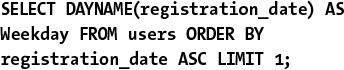 SELECT DAYNAME(registration_date) AS
Weekday FROM users ORDER BY
registration_date ASC LIMIT 1;